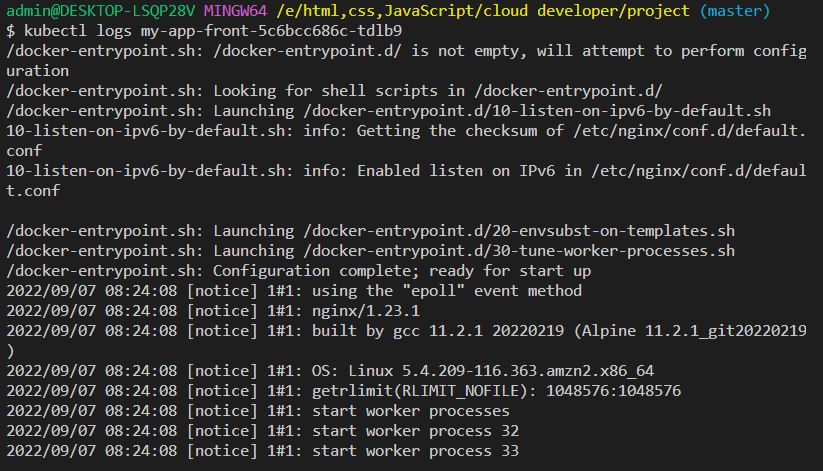 admin@DESKTOP-LSQP28V MINGW64 /e/html,css,JavaScript/cloud developer/project (master)
$ kubectl logs my-app-front-5c6bcc686c-tdlb9
/docker-entrypoint.sh: /docker-entrypoint.d/ is not empty, will attempt to perform config
uration
/docker-entrypoint.sh: Looking for shell scripts in /docker-entrypoint.d/
/docker-entrypoint.sh: Launching /docker-entrypoint.d/10-listen-on-ipv6-by-default.sh
10-listen-on-ipv6-by-default.sh: info: Getting the checksum of /etc/nginx/conf.d/default.
conf
10-listen-on-ipv6-by-default.sh: info: Enabled listen on IPv6 in /etc/nginx/conf.d/defaul
t.conf
/docker-entrypoint.sh: Launching /docker-entrypoint.d/20-envsubst-on-templates.sh
/docker-entrypoint.sh: Launching /docker-entrypoint.d/30-tune-worker-processes.sh
/docker-entrypoint.sh: Configuration complete; ready for start up
2022/09/07 08:24:08 [notice] 1#1: using the "epoll" event method
2022/09/07 08:24:08 [notice] 1#1: nginx/1.23.1
2022/09/07 08:24:08 [notice] 1#1: built by gcc 11.2.1 20220219 (Alpine 11.2.1_git20220219
)
2022/09/07 08:24:08 [notice] 1#1: OS: Linux 5.4.209-116.363.amzn2.x86_64
2022/09/07 08:24:08 [notice] 1#1: getrlimit(RLIMIT_NOFILE): 1048576:1048576
2022/09/07 08:24:08 [notice] 1#1: start worker processes
2022/09/07 08:24:08 [notice] 1#1: start worker process 32
2022/09/07 08:24:08 [notice] 1#1: start worker process 33